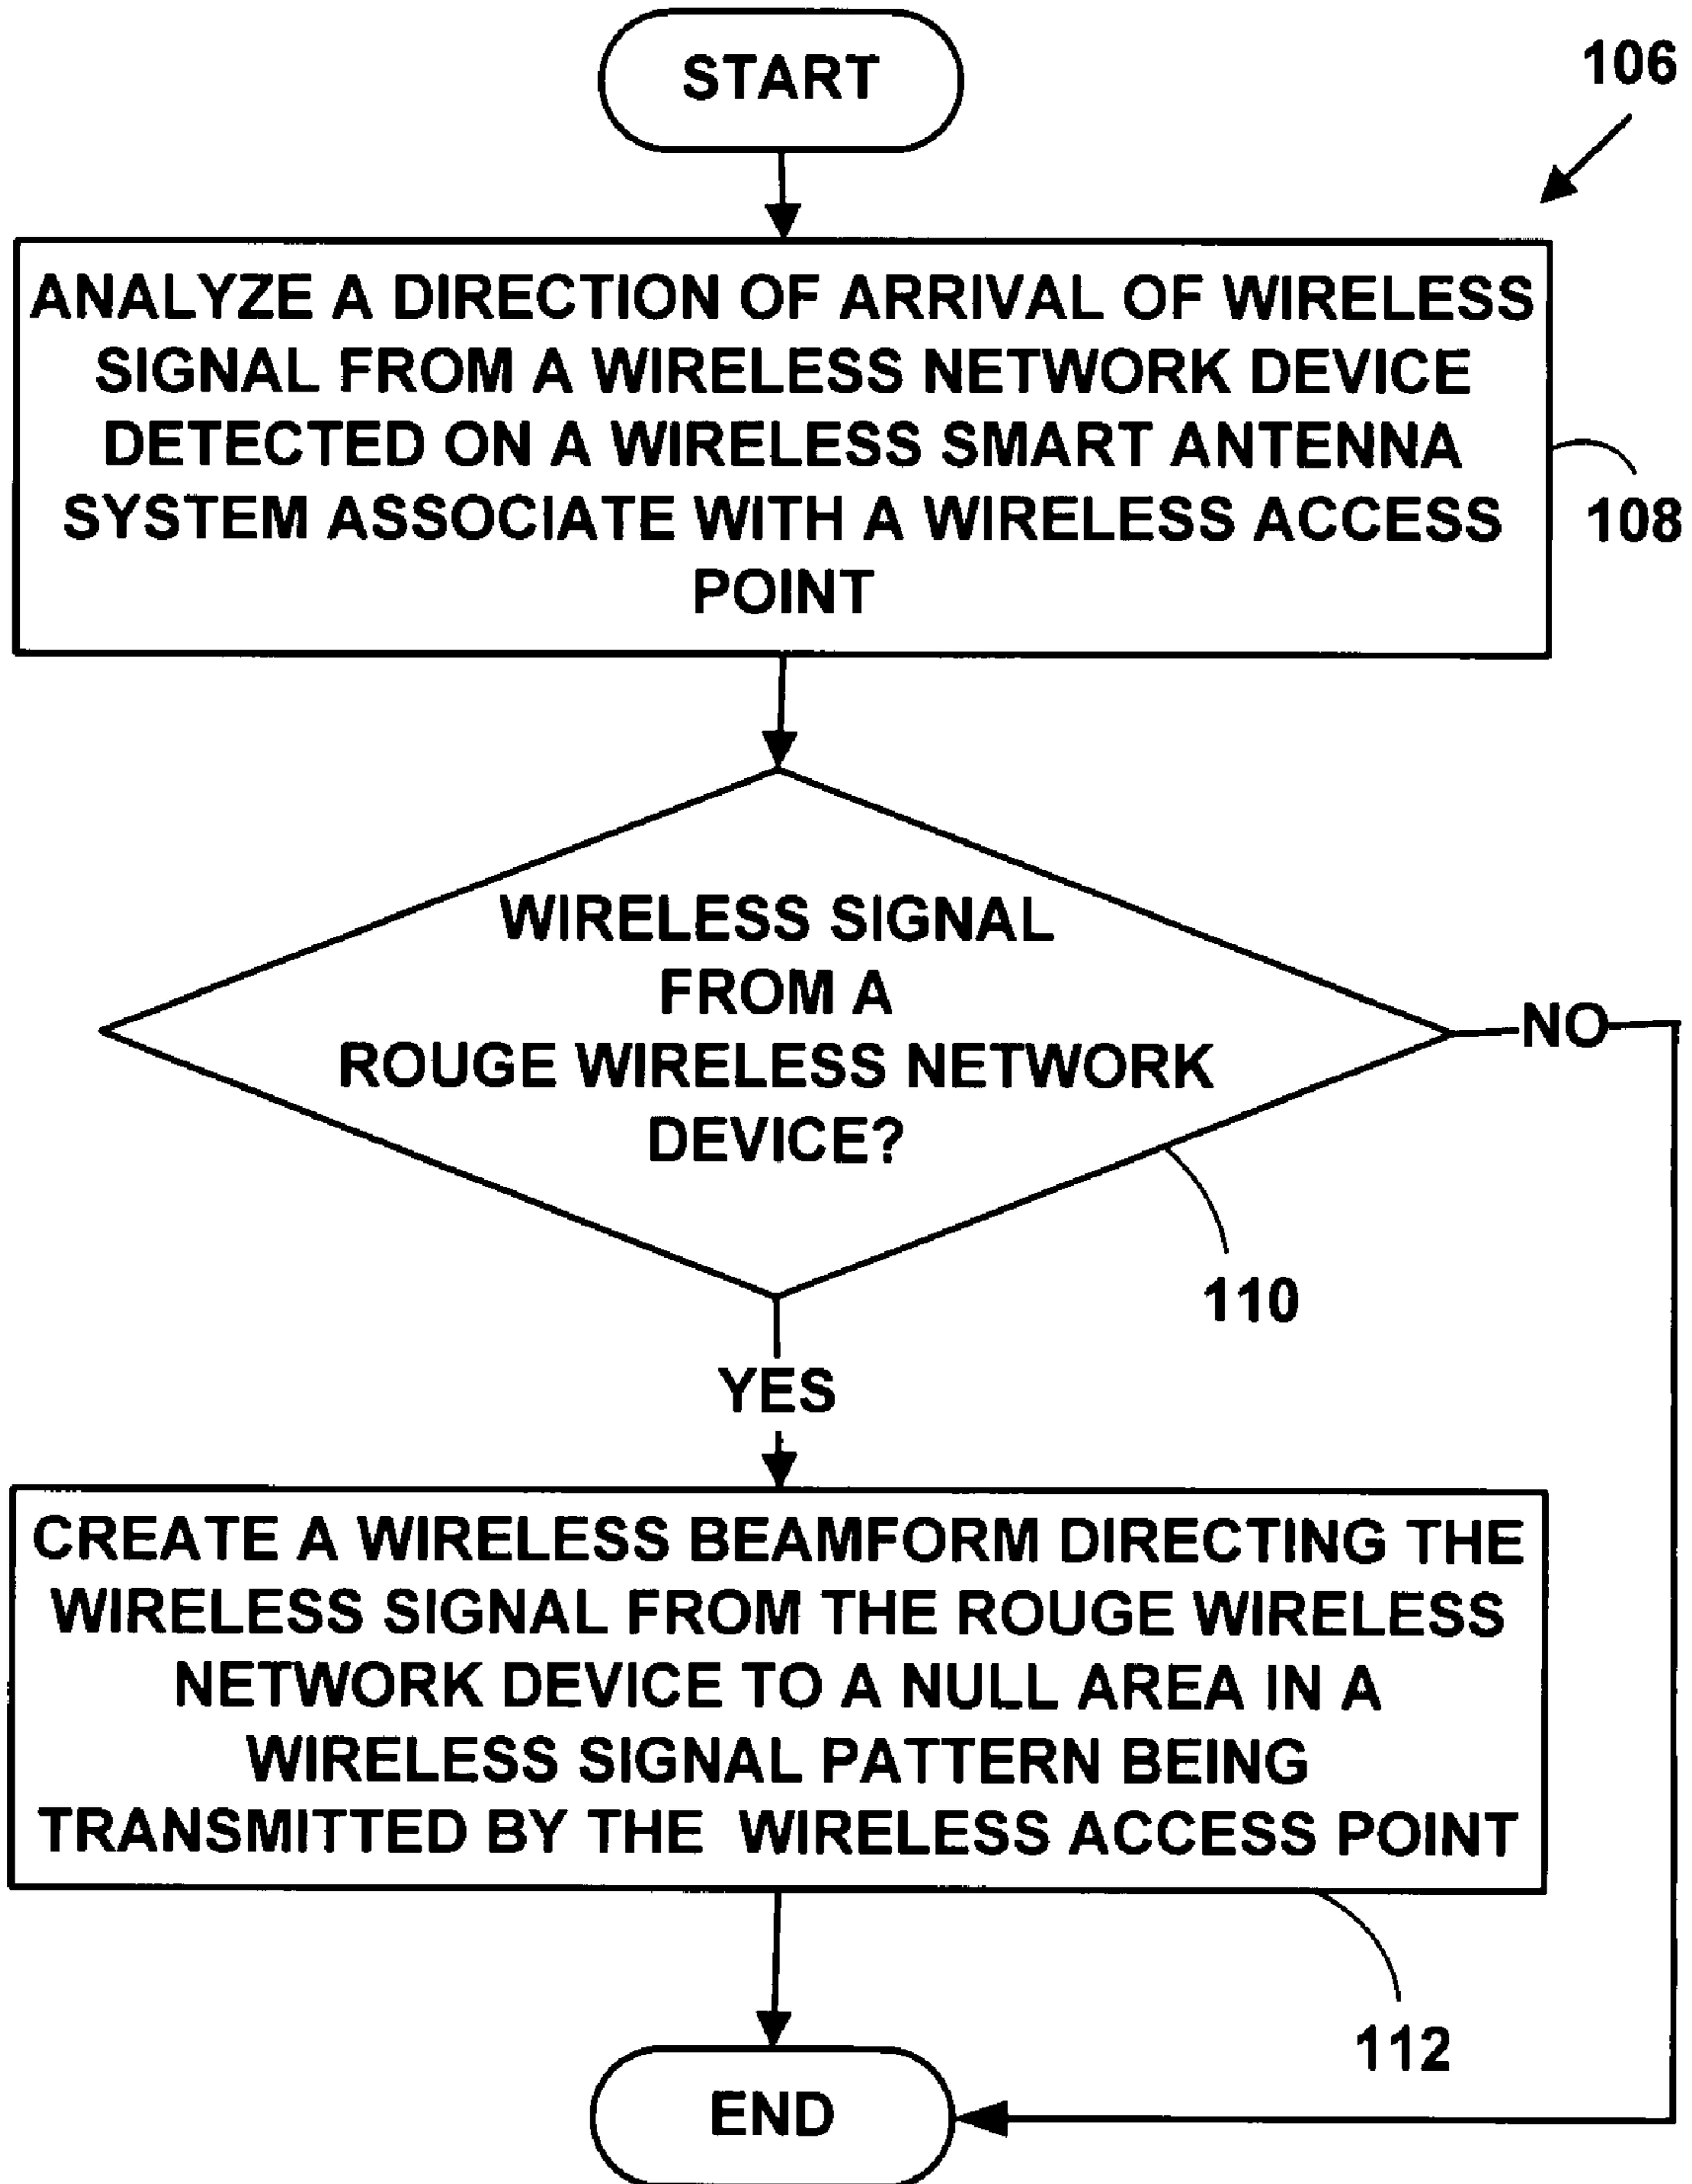 START
106
ANALYZE A DIRECTION OF ARRIVAL OF WIRELESS
SIGNAL FROM A WIRELESS NETWORK DEVICE
DETECTED ON A WIRELESS SMART ANTENNA
SYSTEM ASSOCIATE WITH A WIRELESS ACCESS
POINT
108
WIRELESS SIGNAL
FROM A
ROUGE WIRELESS NETWORK
DEVICE?
NO
110
YES
CREATE A WIRELESS BEAMFORM DIRECTING THE
WIRELESS SIGNAL FROM THE ROUGE WIRELESS
NETWORK DEVICE TO A NULL AREA IN A
WIRELESS SIGNAL PATTERN BEING
TRANSMITTED BY THE WIRELESS ACCESS POINT
112
END